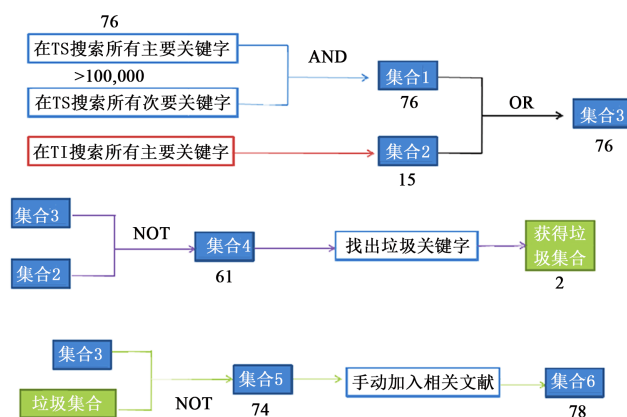 76
在TS搜索所有主要关键字
AND
>100,000
在TS搜索所有次要关键字
集合1
76
OR
集合3
76
在TI搜索所有主要关键字
集合2
15
集合3
NOT
集合4
61
找出垃圾关键字
获得垃
圾集合
2
集合2
集合3
集合5
74
手动加入相关文献
集合6
78
垃圾集合
NOT